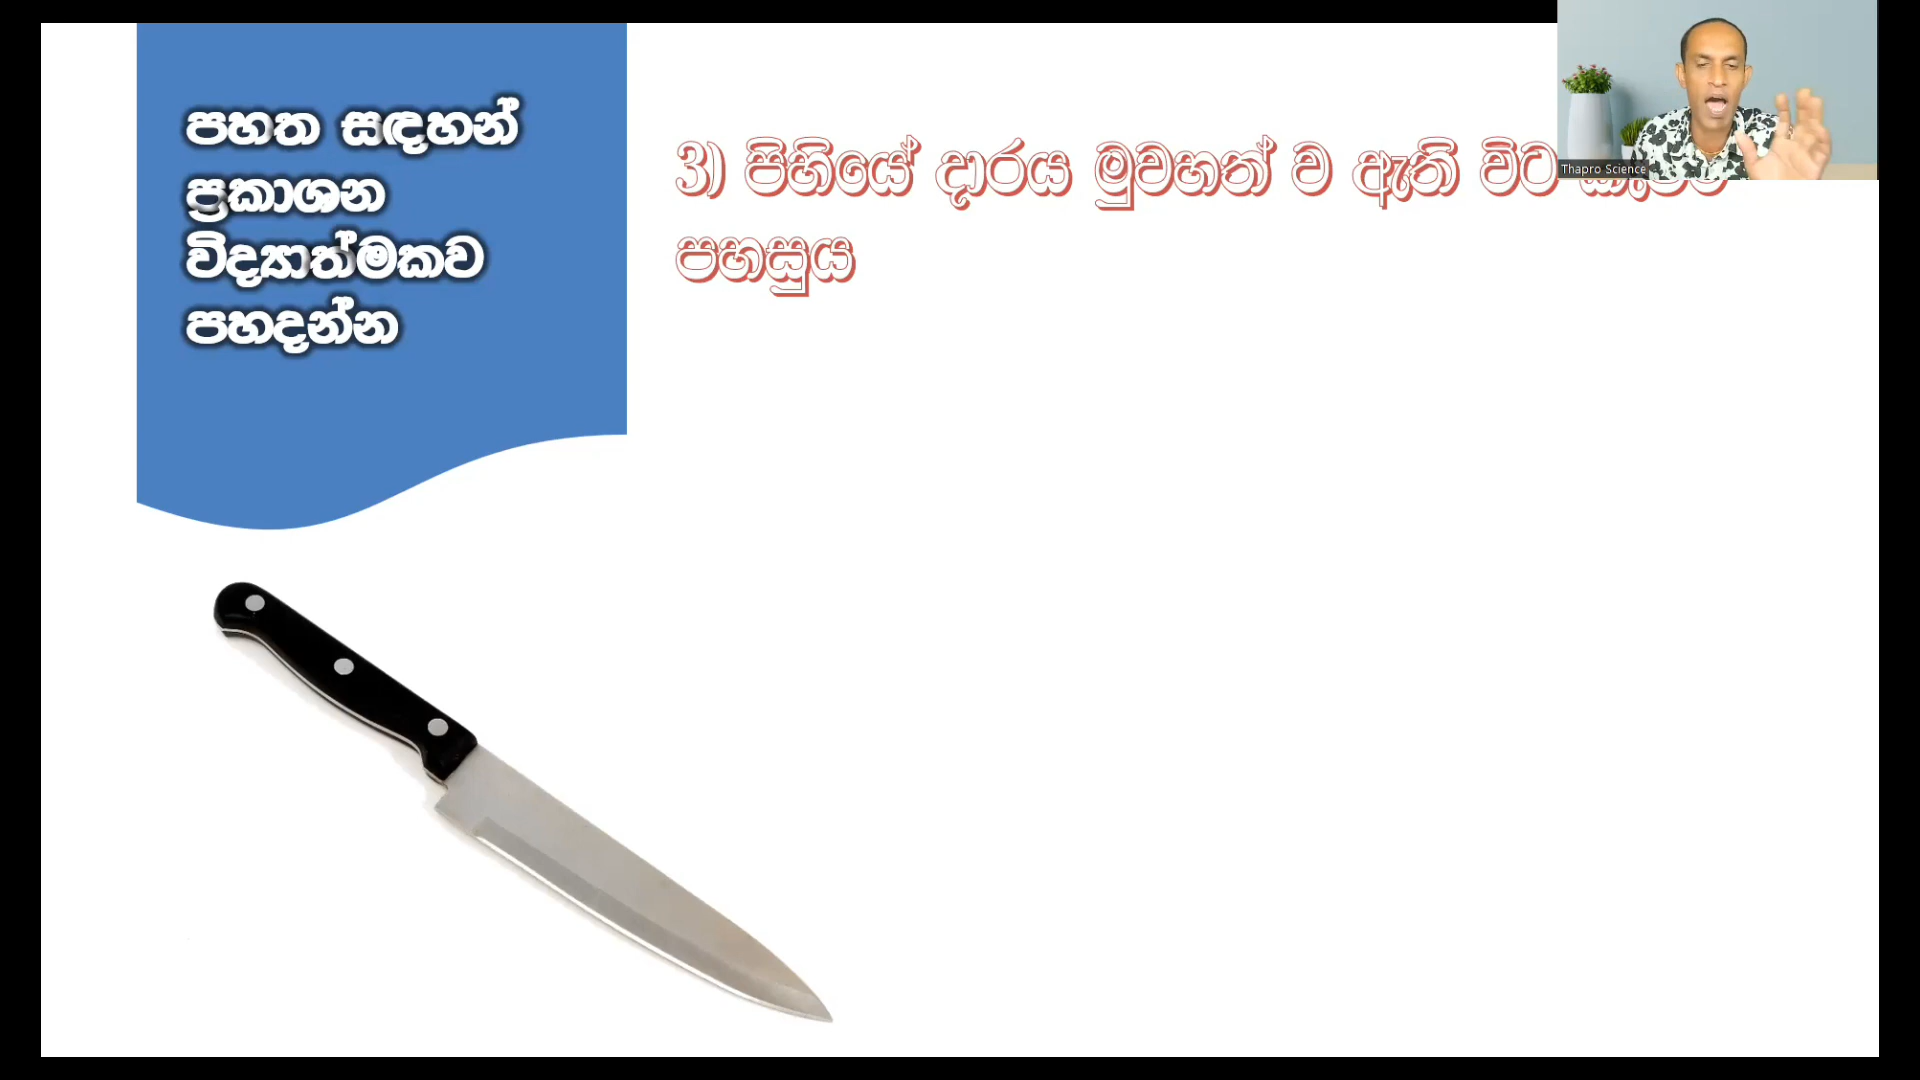 පහත සඳහන්
ප්‍රකාශන
විද්‍යාත්මකව
පහදන්න
3) පිහියේ දාරය මුවහත් ව ඇති විට
පහසුය
Thapro Science